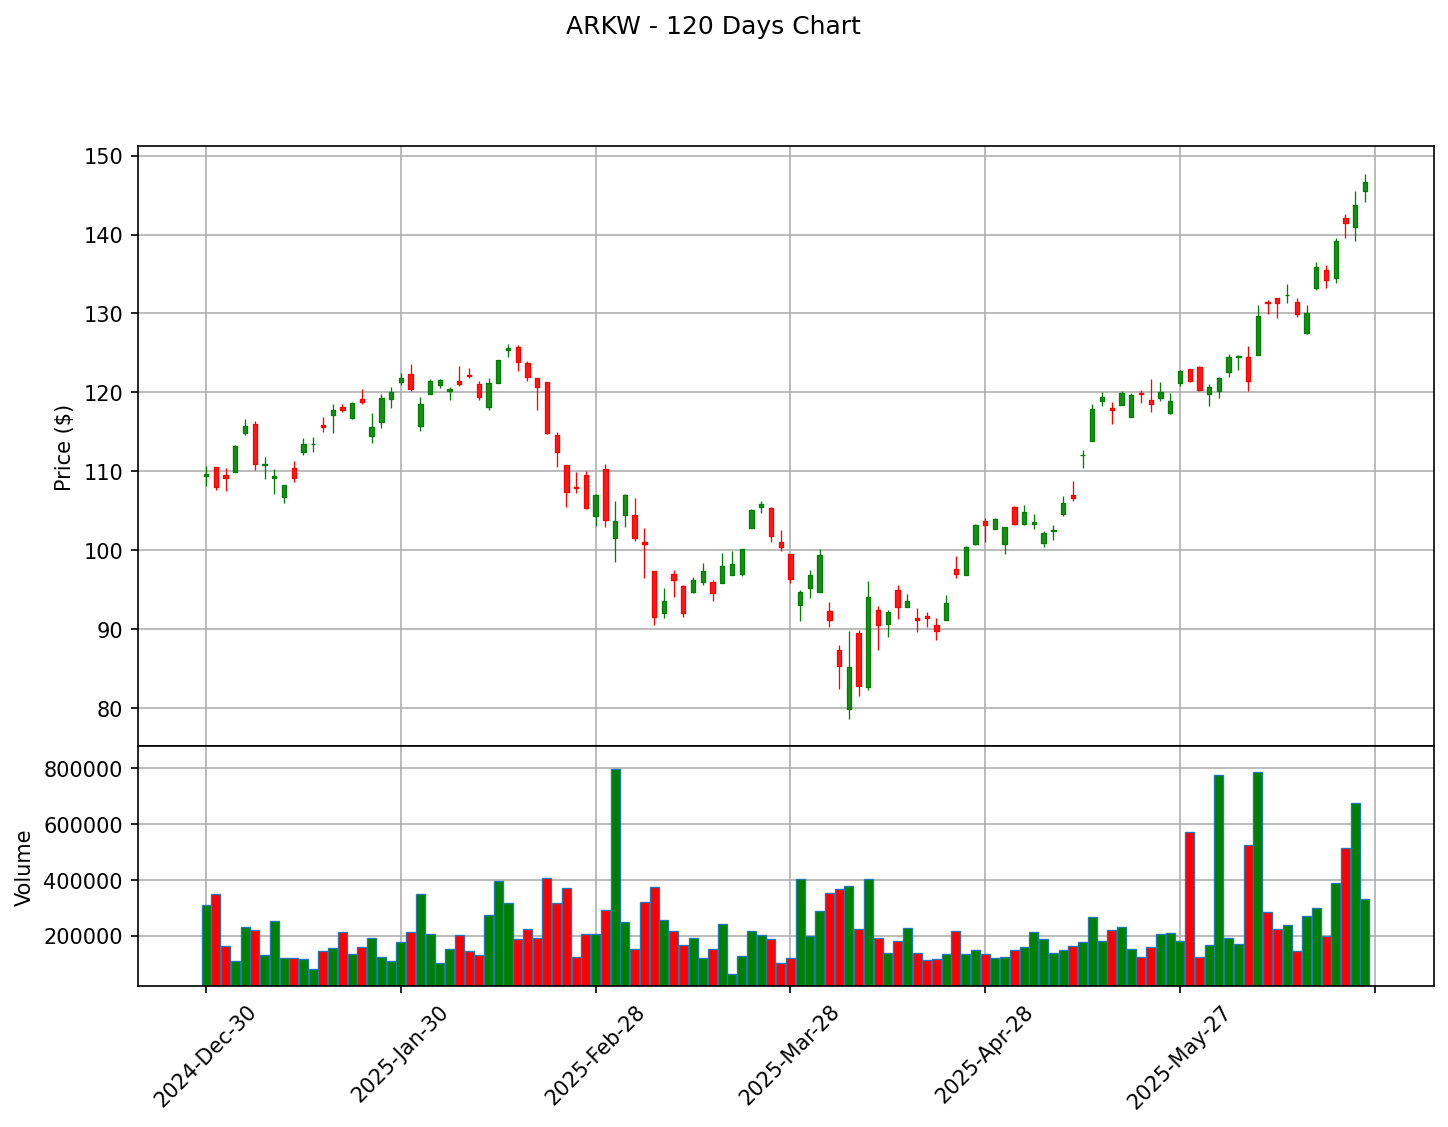 ARKW - 120 Days Chart
Price ($)
150
140
130
120
110
100
90
80
Volume
800000
600000
400000
200000
2024-Dec-30
2025-Jan-30
2025-Feb-28
2025-Mar-28
2025-Apr-28
2025-May-27